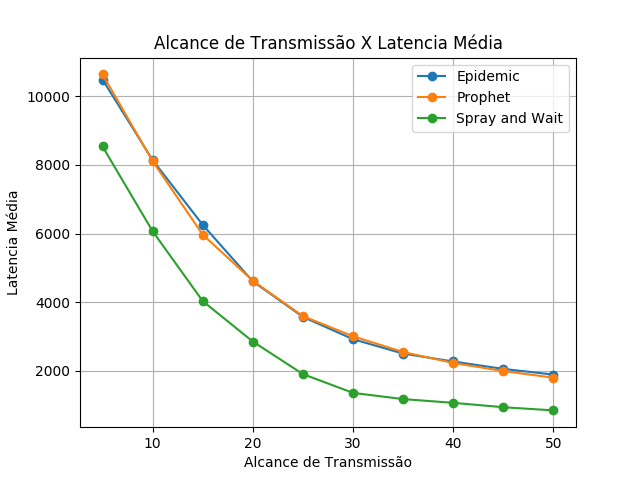 Alcance de Transmissão X Latencia Média
Epidemic
Prophet
Spray and Wait
Latencia Média
10000
8000
6000
4000
2000
10 20 30 40 50
Alcance de Transmissão